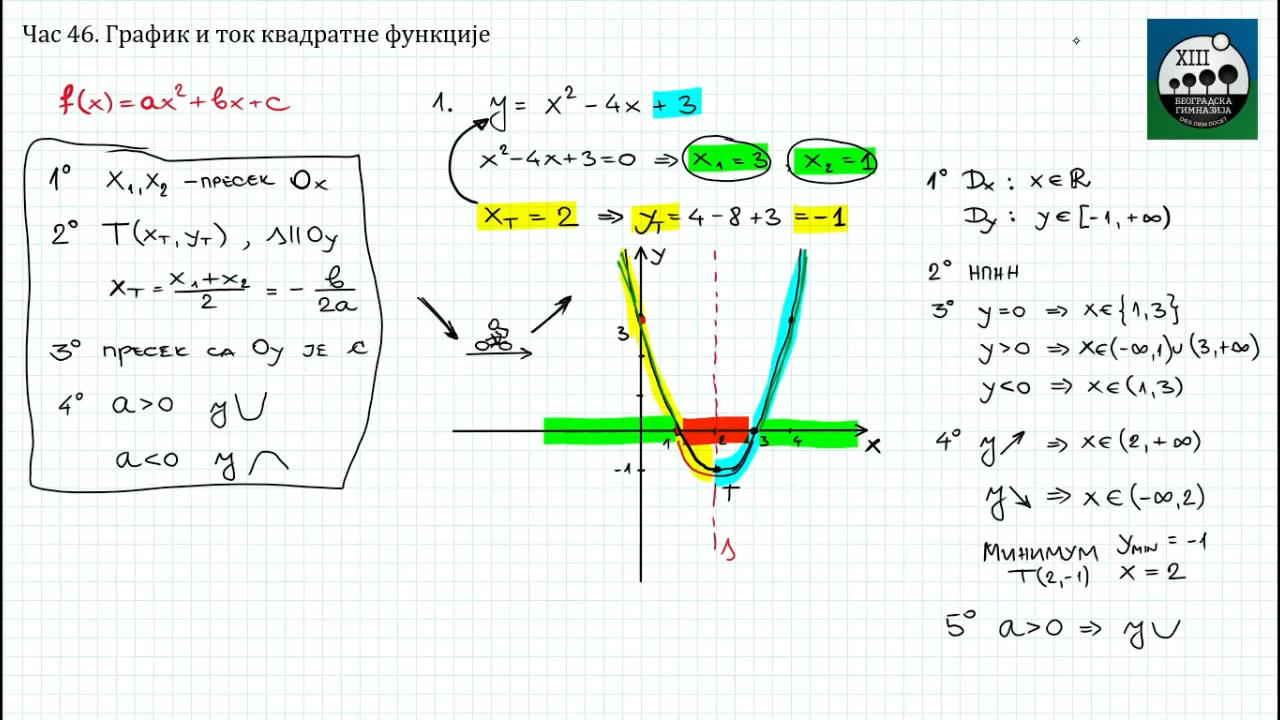 Час 46. График и ток квадратне функције
XIII
БЕОГРАДСКА
ГИМНАЗИЈА
DIES DIEM DOCET
f(x) = ax² + bx + c
1° x₁, x₂ – ПРЕСЕК Ox
2° T(x_T, y_T), s ∥ Oy
x_T = (x₁ + x₂)/2 = – b/2a
3° ПРЕСЕК СА Oy ЈЕ C
4° a > 0 y ∪
a < 0 y ∩
1. y = x² – 4x + 3
x² – 4x + 3 = 0 ⇒ x₁ = 3, x₂ = 1
x_T = 2 ⇒ y_T = 4 – 8 + 3 = –1
y
3
1 2 3 4 x
–1
T
s
1° Dx : x ∈ ℝ
Dy : y ∈ [–1, +∞)
2° НПНН
3° y = 0 ⇒ x ∈ {1, 3}
y > 0 ⇒ x ∈ (–∞, 1) ∪ (3, +∞)
y < 0 ⇒ x ∈ (1, 3)
4° y ↗ ⇒ x ∈ (2, +∞)
y ↘ ⇒ x ∈ (–∞, 2)
МИНИМУМ y_MIN = –1
T(2, –1) x = 2
5° a > 0 ⇒ y ∪